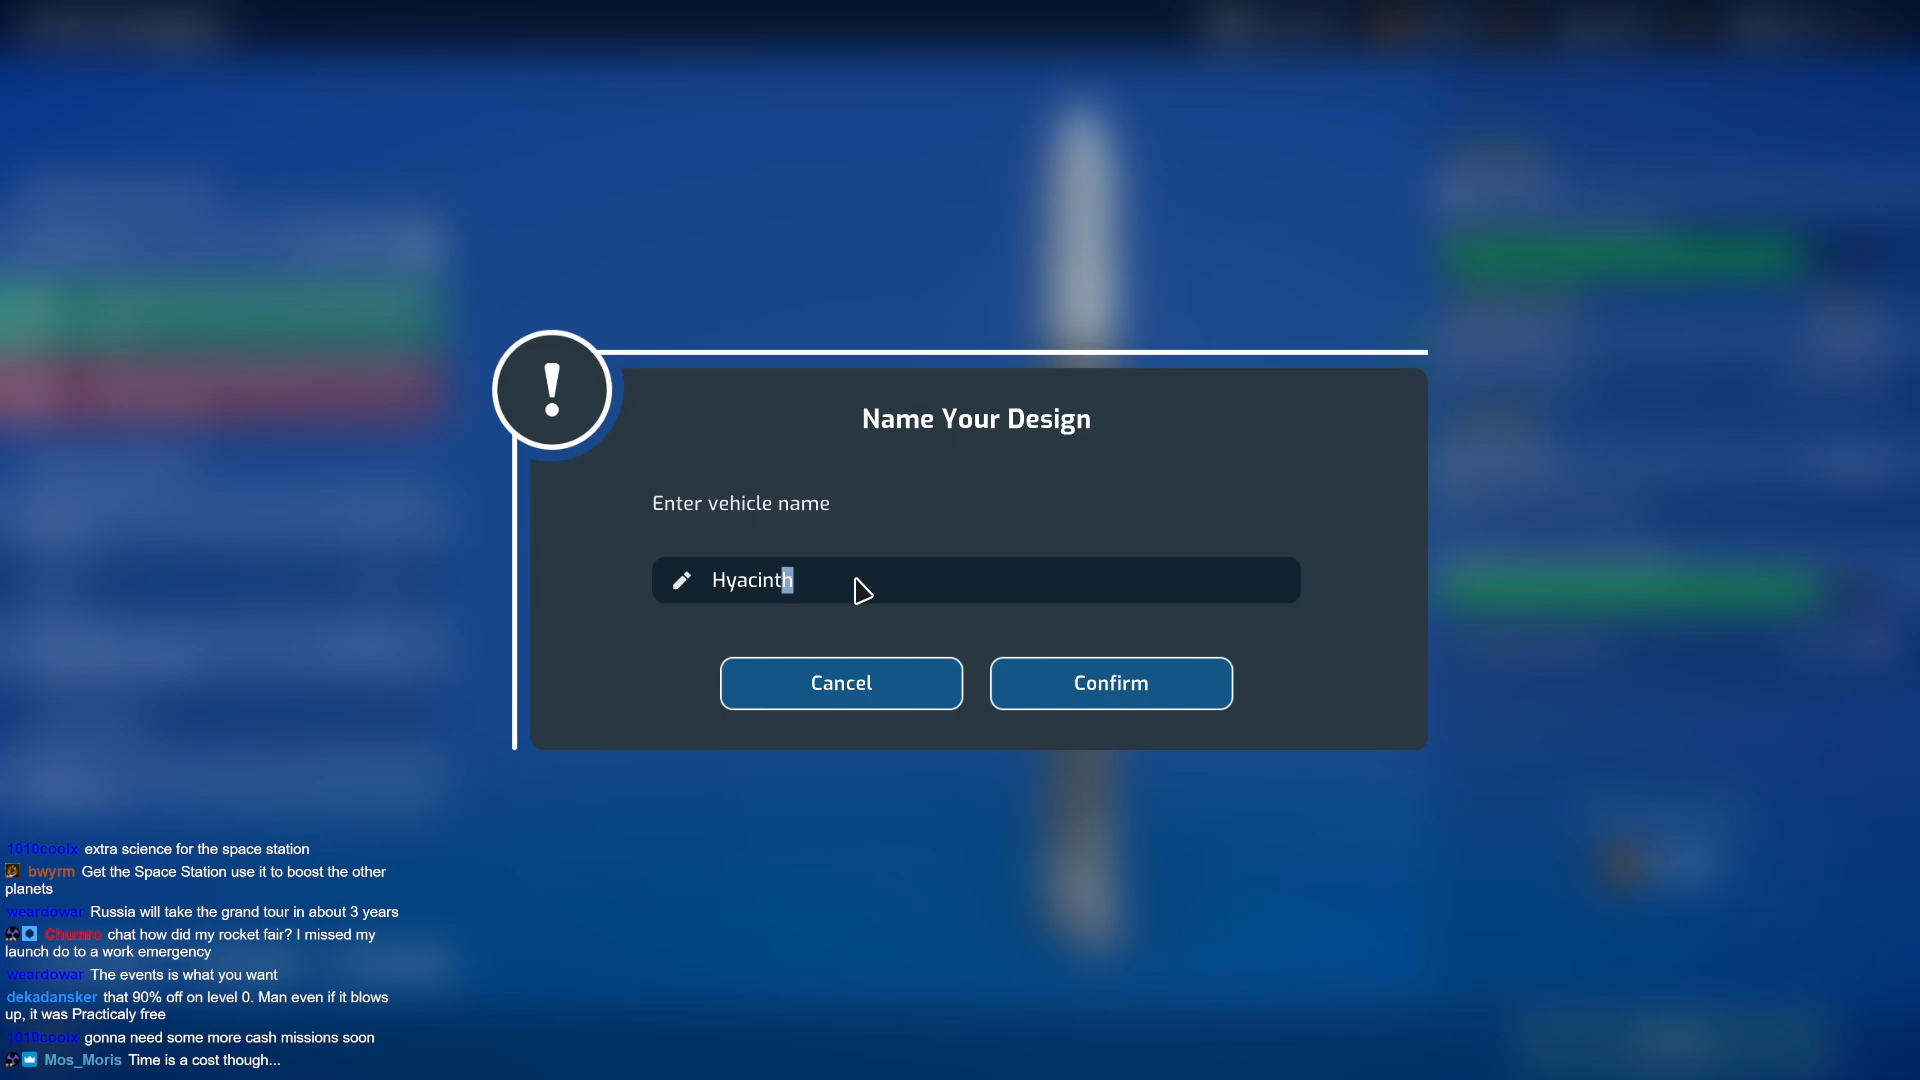 !
Name Your Design
Enter vehicle name
Hyacinth
Cancel
Confirm
1010coolx extra science for the space station
bwyrm Get the Space Station use it to boost the other
planets
weardowar Russia will take the grand tour in about 3 years
Chumro chat how did my rocket fair? I missed my
launch do to a work emergency
weardowar The events is what you want
dekadansker that 90% off on level 0. Man even if it blows
up, it was Practicaly free
1010coolx gonna need some more cash missions soon
Mos_Moris Time is a cost though...